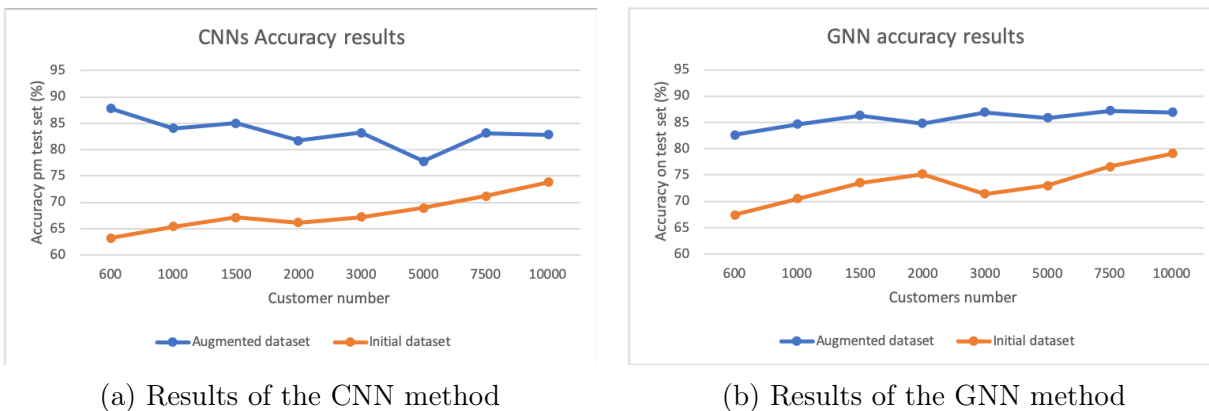 CNNs Accuracy results
Accuracy pm test set (%)
95
90
85
80
75
70
65
60
600 1000 1500 2000 3000 5000 7500 10000
Customer number
Augmented dataset Initial dataset
(a) Results of the CNN method
GNN accuracy results
Accuracy on test set (%)
95
90
85
80
75
70
65
60
600 1000 1500 2000 3000 5000 7500 10000
Customers number
Augmented dataset Initial dataset
(b) Results of the GNN method